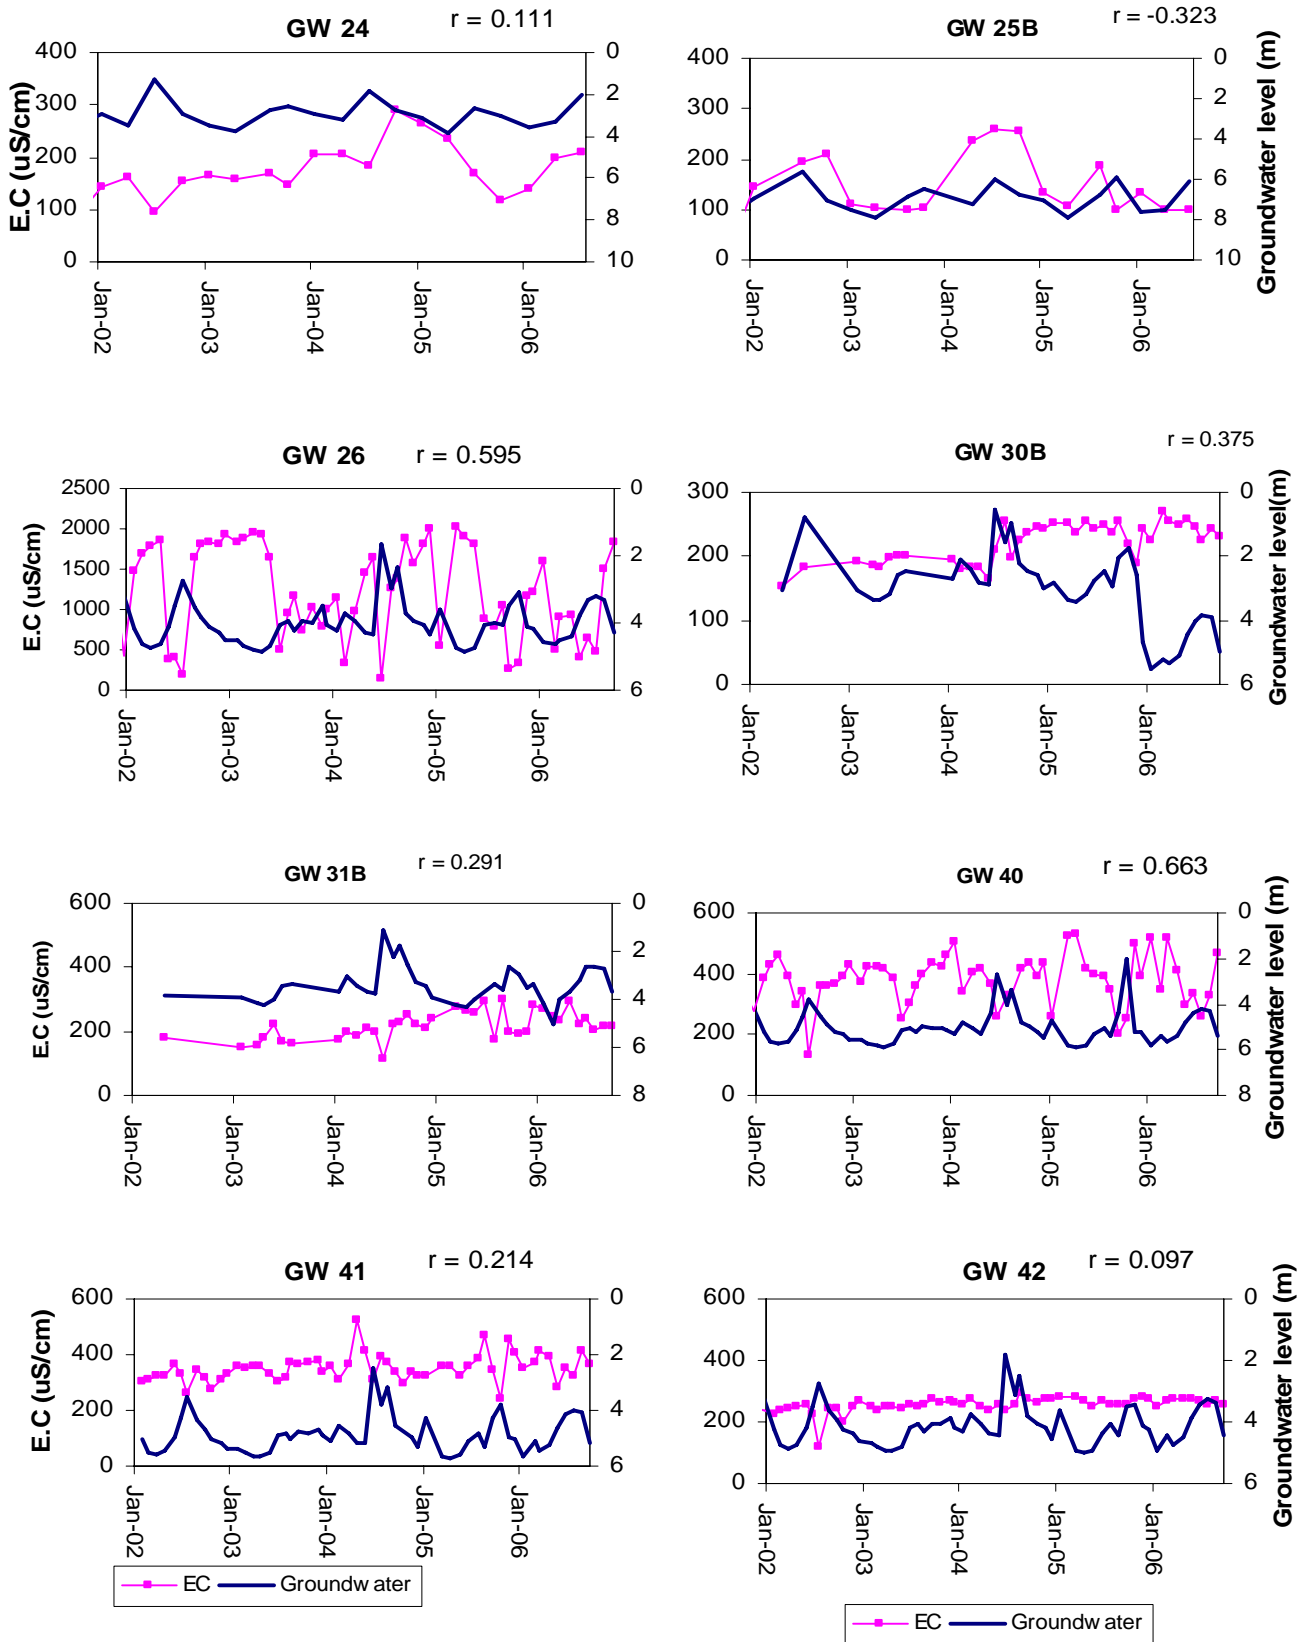 GW 24
r = 0.111
E.C (uS/cm)
400
300
200
100
0
0
2
4
6
8
10
Jan-02
Jan-03
Jan-04
Jan-05
Jan-06
GW 25B
r = -0.323
400
300
200
100
0
0
2
4
6
8
10
Groundwater level (m)
Jan-02
Jan-03
Jan-04
Jan-05
Jan-06
GW 26
r = 0.595
E.C (uS/cm)
2500
2000
1500
1000
500
0
0
2
4
6
Jan-02
Jan-03
Jan-04
Jan-05
Jan-06
GW 30B
r = 0.375
300
200
100
0
0
2
4
6
Groundwater level(m)
Jan-02
Jan-03
Jan-04
Jan-05
Jan-06
GW 31B
r = 0.291
E.C (uS/cm)
600
400
200
0
0
2
4
6
8
Jan-02
Jan-03
Jan-04
Jan-05
Jan-06
GW 40
r = 0.663
600
400
200
0
0
2
4
6
8
Groundwater level (m)
Jan-02
Jan-03
Jan-04
Jan-05
Jan-06
GW 41
r = 0.214
E.C (uS/cm)
600
400
200
0
0
2
4
6
Jan-02
Jan-03
Jan-04
Jan-05
Jan-06
EC Groundwater
GW 42
r = 0.097
600
400
200
0
0
2
4
6
Groundwater level (m)
Jan-02
Jan-03
Jan-04
Jan-05
Jan-06
EC Groundwater